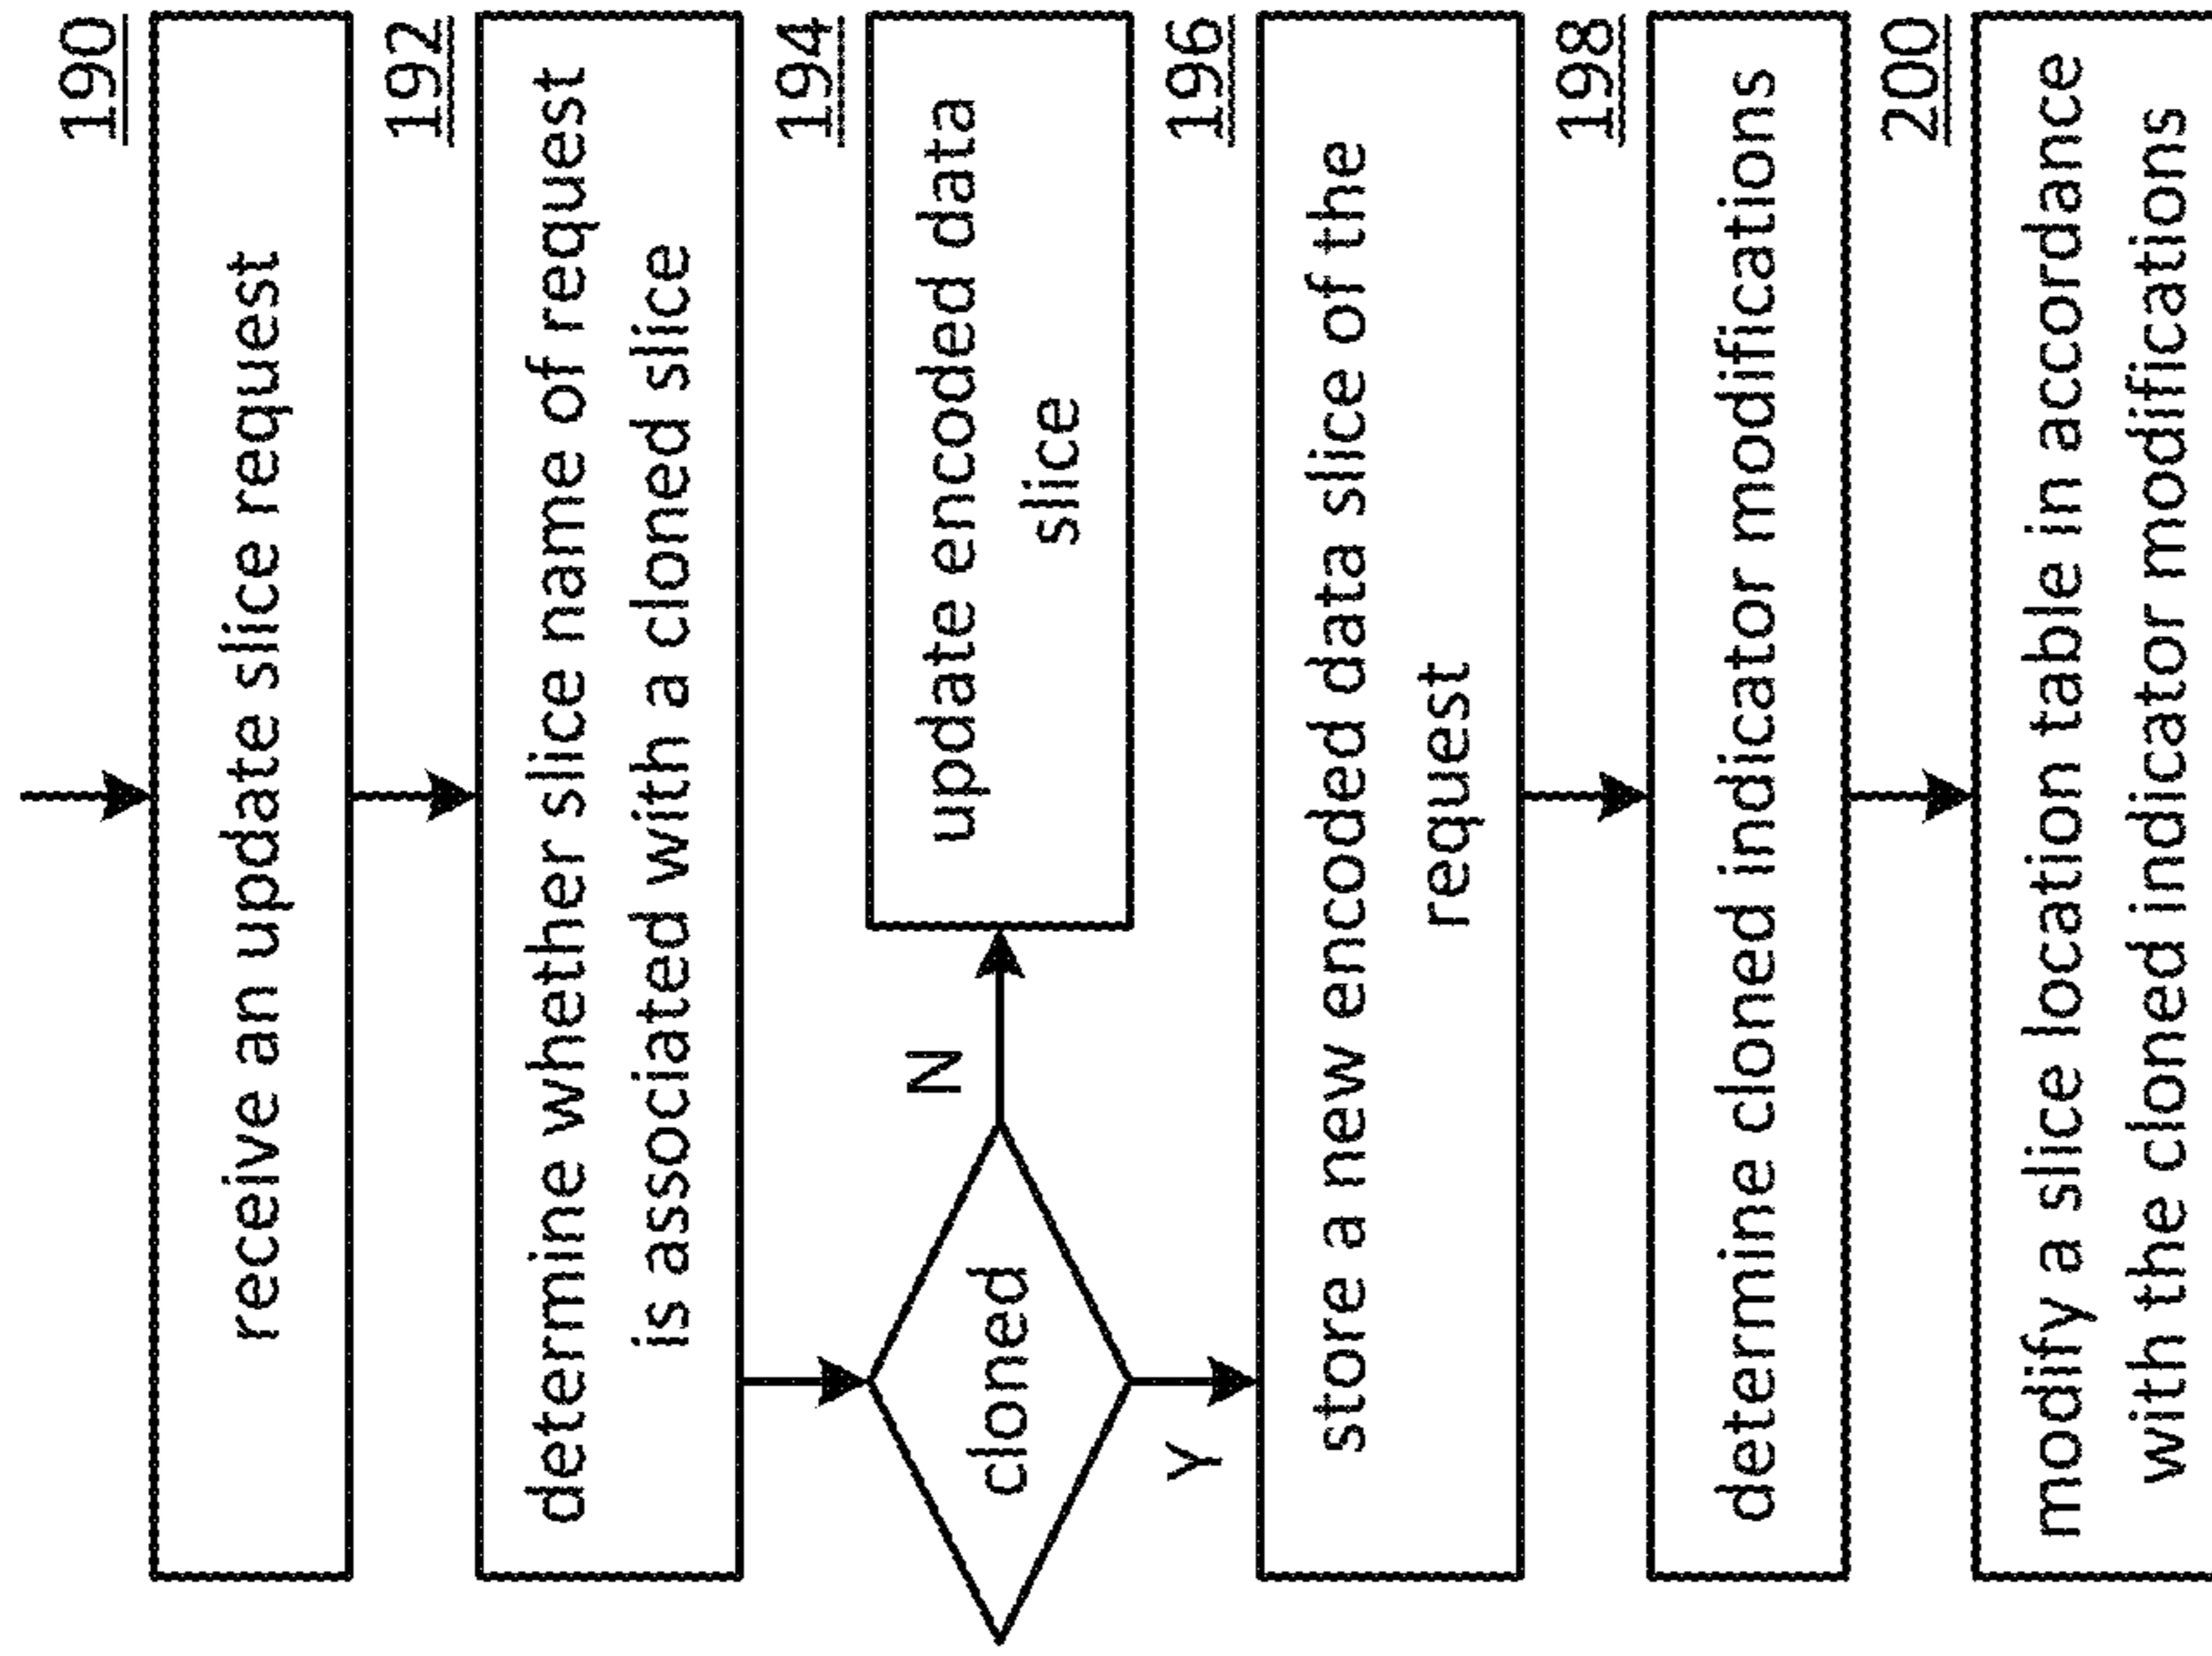 190
receive an update slice request
192
determine whether slice name of request
is associated with a cloned slice
194
cloned
N
update encoded data
slice
Y
196
store a new encoded data slice of the
request
198
determine cloned indicator modifications
200
modify a slice location table in accordance
with the cloned indicator modifications